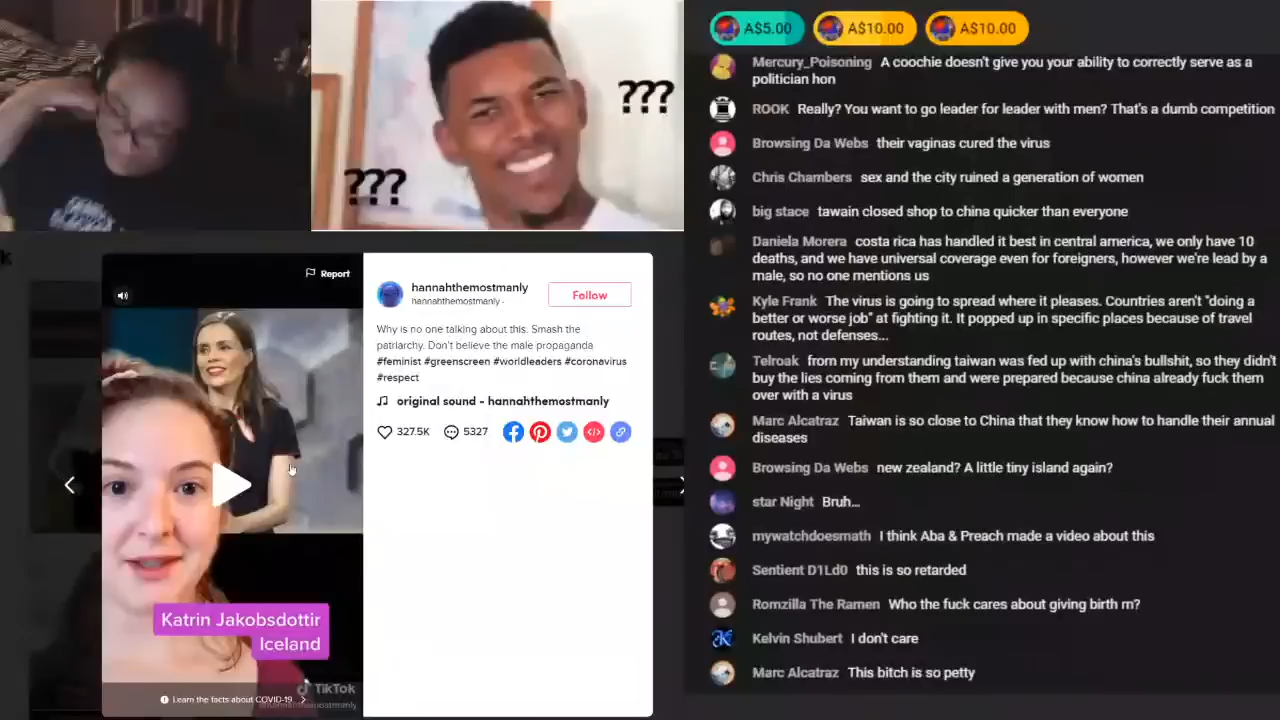 ???
???
Report
hannahthemostmanly
hannahthemostmanly ·
Follow
Why is no one talking about this. Smash the
patriarchy. Don't believe the male propaganda
#feminist #greenscreen #worldleaders #coronavirus
#respect
original sound - hannahthemostmanly
327.5K
5327
Katrin Jakobsdottir
Iceland
Learn the facts about COVID-19
TikTok
A$5.00
A$10.00
A$10.00
Mercury_Poisoning A coochie doesn't give you your ability to correctly serve as a
politician hon
ROOK Really? You want to go leader for leader with men? That's a dumb competition
Browsing Da Webs their vaginas cured the virus
Chris Chambers sex and the city ruined a generation of women
big stace tawain closed shop to china quicker than everyone
Daniela Morera costa rica has handled it best in central america, we only have 10
deaths, and we have universal coverage even for foreigners, however we're lead by a
male, so no one mentions us
Kyle Frank The virus is going to spread where it pleases. Countries aren't "doing a
better or worse job" at fighting it. It popped up in specific places because of travel
routes, not defenses...
Telroak from my understanding taiwan was fed up with china's bullshit, so they didn't
buy the lies coming from them and were prepared because china already fuck them
over with a virus
Marc Alcatraz Taiwan is so close to China that they know how to handle their annual
diseases
Browsing Da Webs new zealand? A little tiny island again?
star Night Bruh...
mywatchdoesmath I think Aba & Preach made a video about this
Sentient D1Ld0 this is so retarded
Romzilla The Ramen Who the fuck cares about giving birth rn?
Kelvin Shubert I don't care
Marc Alcatraz This bitch is so petty